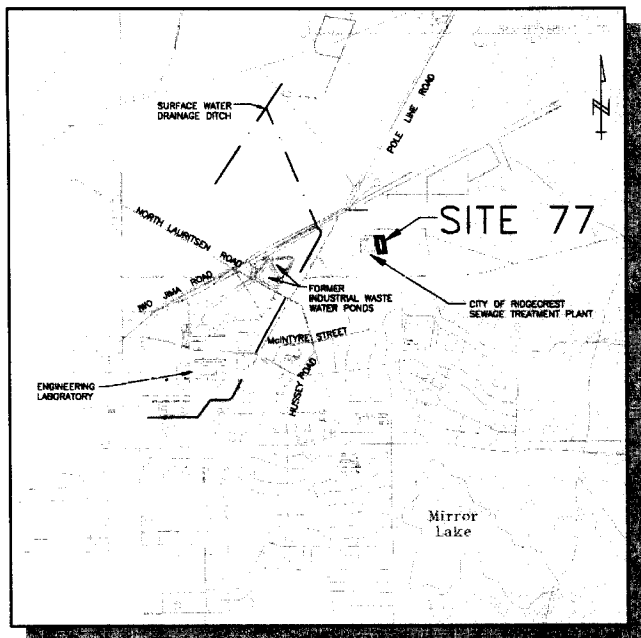 SURFACE WATER
DRAINAGE DITCH
POLE LINE ROAD
N
NORTH LAURITSEN ROAD
SITE 77
IWO JIMA ROAD
FORMER
INDUSTRIAL WASTE
WATER PONDS
CITY OF RIDGECREST
SEWAGE TREATMENT PLANT
McINTYRE STREET
HUSSEY ROAD
ENGINEERING
LABORATORY
Mirror
Lake